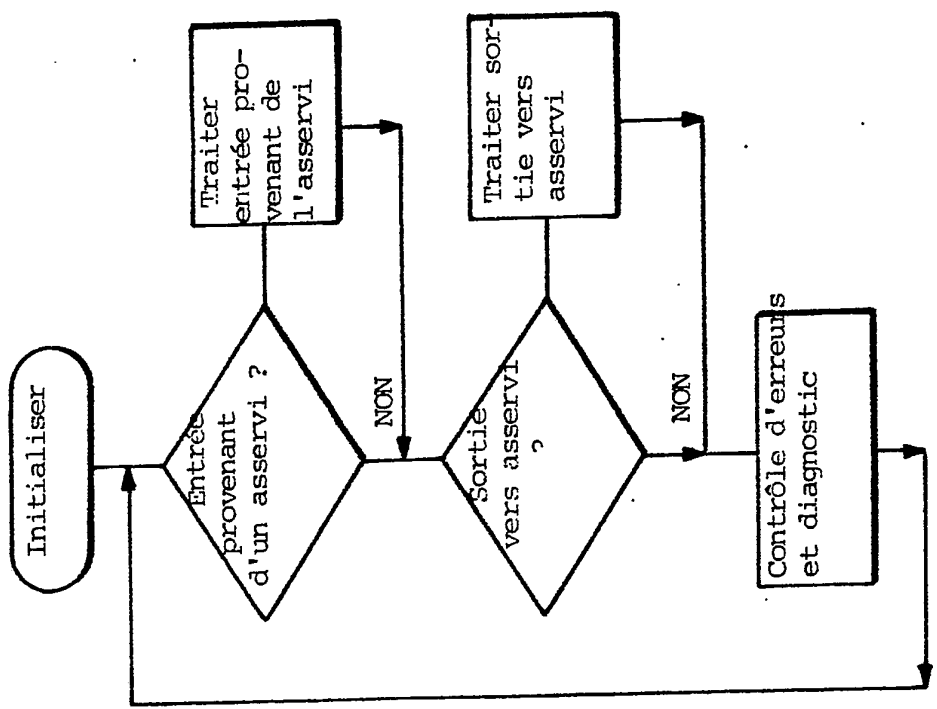 Initialiser
Entrée
provenant
d'un asservi ?
Traiter
entrée pro-
venant de
l'asservi
NON
Sortie
vers asservi
?
Traiter sor-
tie vers
asservi
NON
Contrôle d'erreurs
et diagnostic